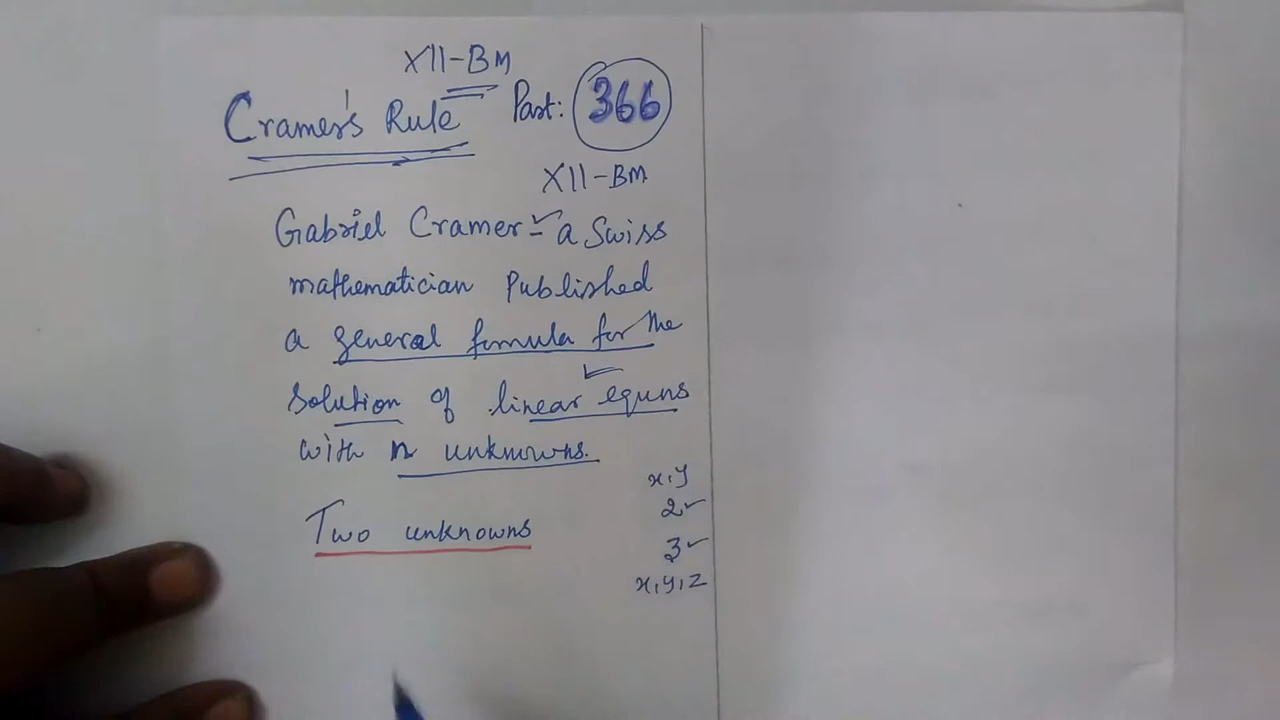 XII-BM
Cramer's Rule Part: 366
XII-BM
Gabriel Cramer - a Swiss
mathematician Published
a general formula for the
solution of linear equns
with n unknowns.
x,y
2
Two unknowns
3
x,y,z